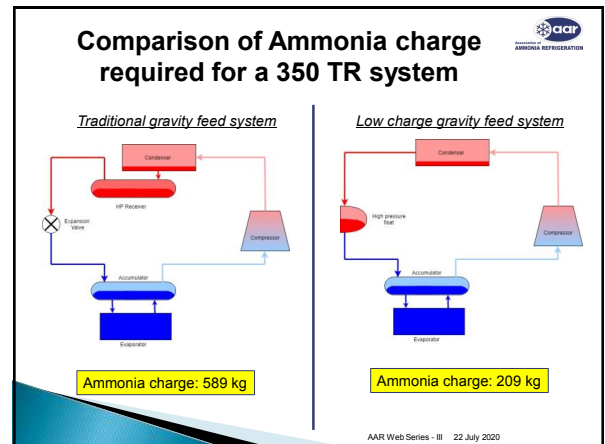 Comparison of Ammonia charge
required for a 350 TR system
aar
Association of
AMMONIA REFRIGERATION
Traditional gravity feed system
Condenser
HP Receiver
Expansion
Valve
Compressor
Accumulator
Evaporator
Ammonia charge: 589 kg
Low charge gravity feed system
Condenser
High pressure
float
Compressor
Accumulator
Evaporator
Ammonia charge: 209 kg
AAR Web Series - III 22 July 2020